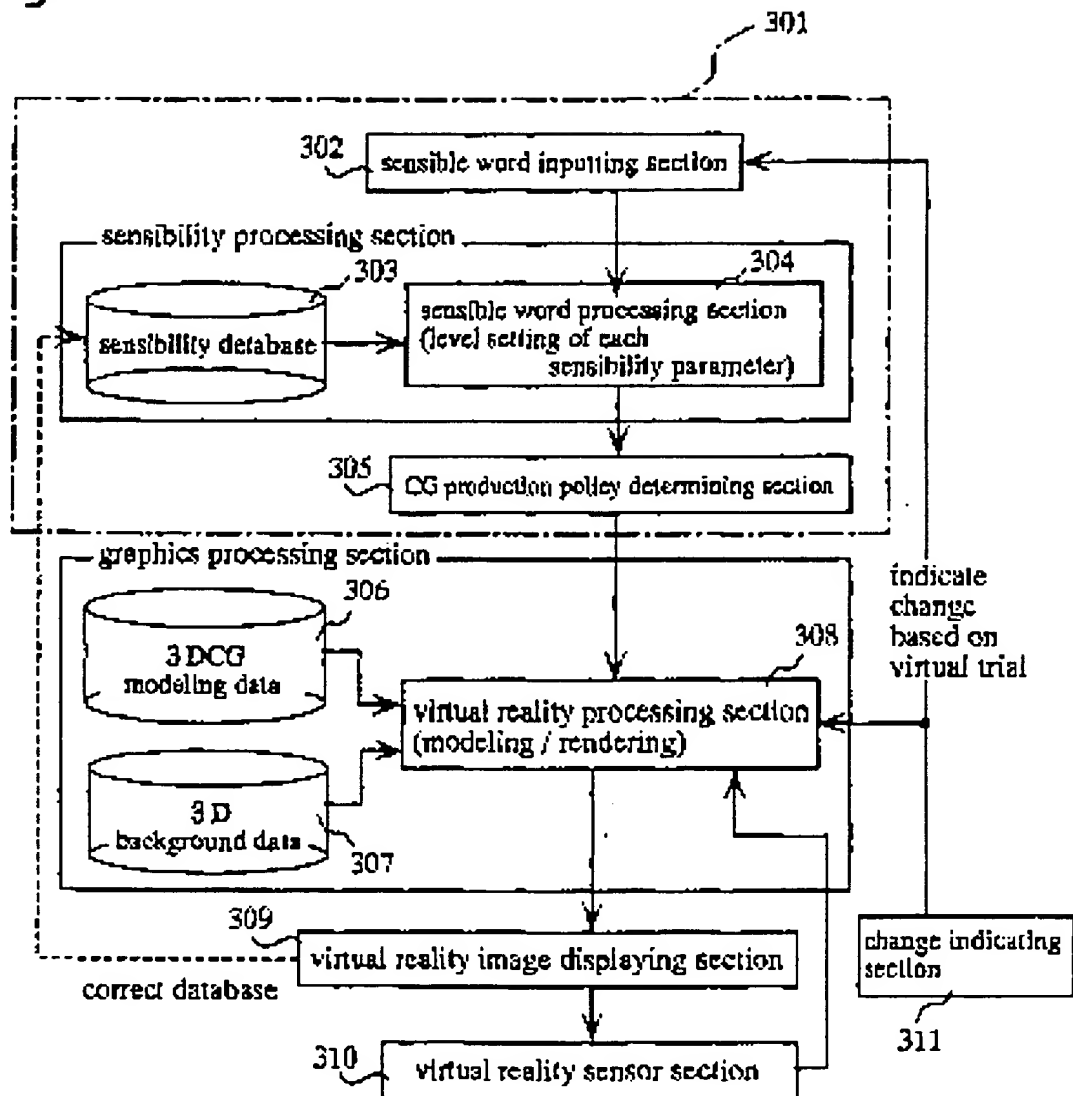 301
302
sensible word inputting section
sensibility processing section
303
304
sensibility database
sensible word processing section
(level setting of each
sensibility parameter)
305
CG production policy determining section
graphics processing section
306
3DCG
modeling data
308
indicate
change
based on
virtual trial
virtual reality processing section
(modeling / rendering)
3D
background data
307
309
virtual reality image displaying section
change indicating
section
correct database
311
310
virtual reality sensor section